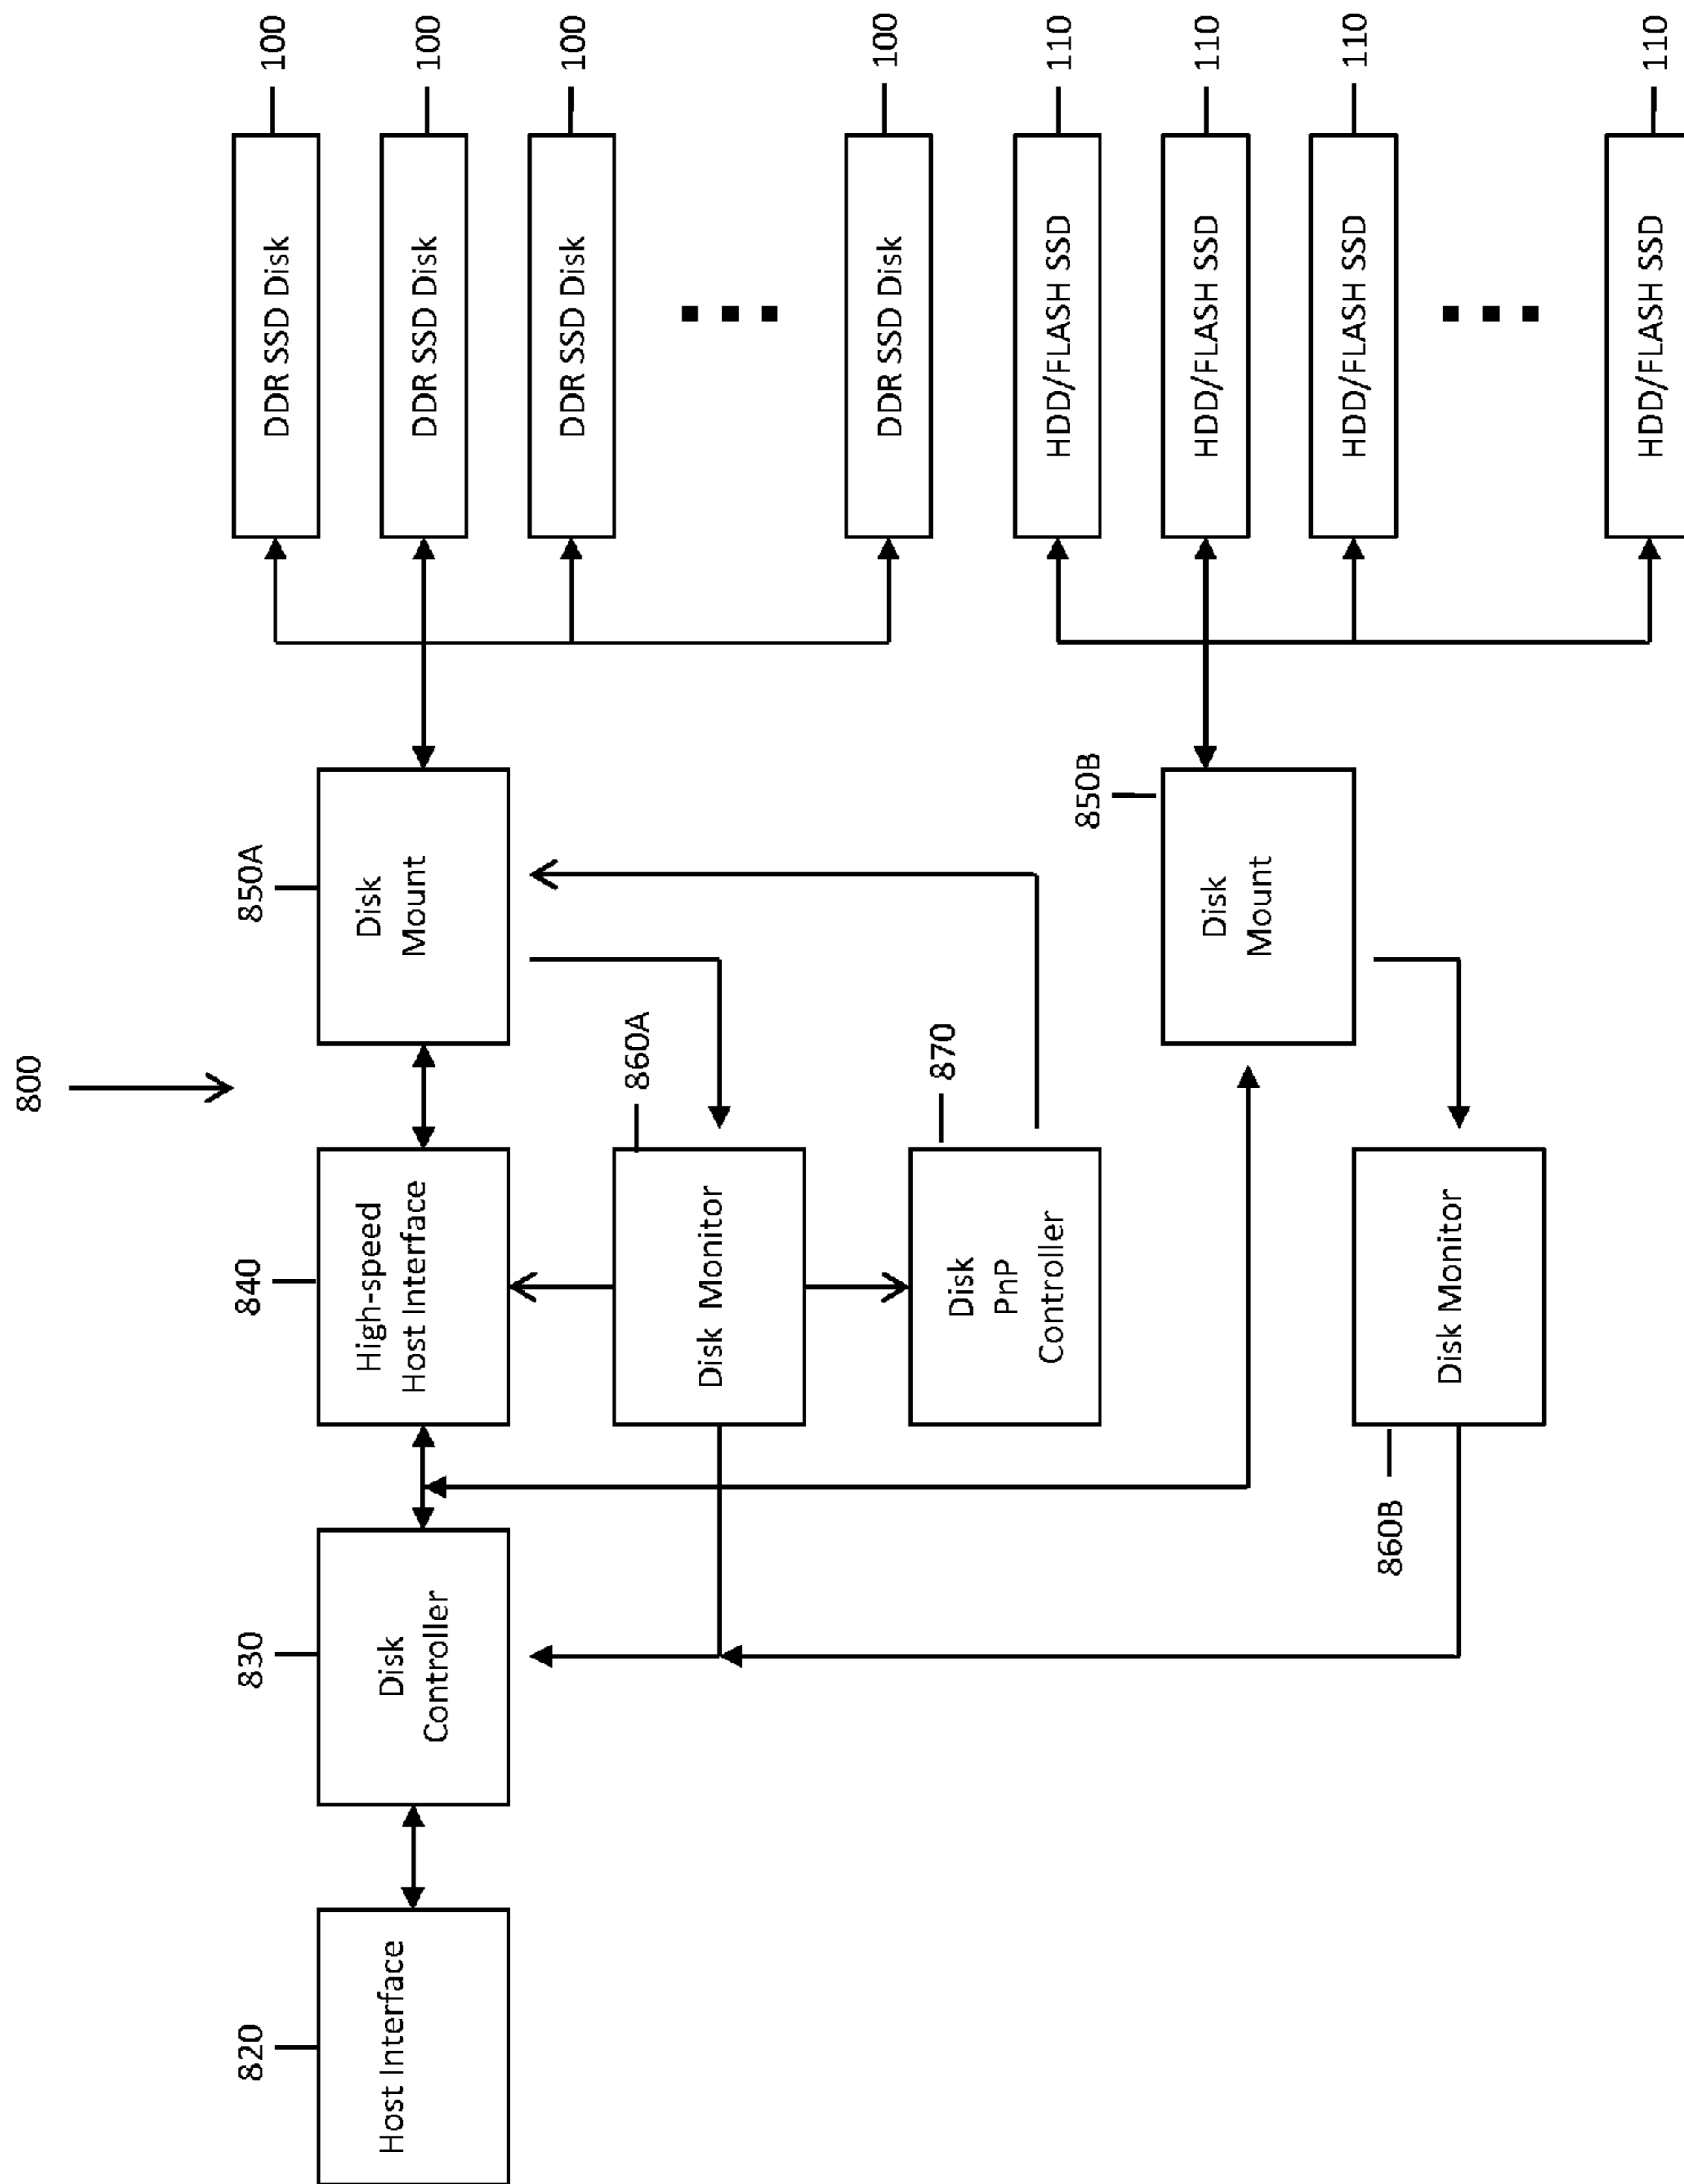 800
820
Host Interface
830
Disk
Controller
840
High-speed
Host Interface
850A
Disk
Mount
860A
Disk Monitor
870
Disk
PnP
Controller
850B
Disk
Mount
860B
Disk Monitor
DDR SSD Disk
100
DDR SSD Disk
100
DDR SSD Disk
100
DDR SSD Disk
100
HDD/FLASH SSD
110
HDD/FLASH SSD
110
HDD/FLASH SSD
110
HDD/FLASH SSD
110